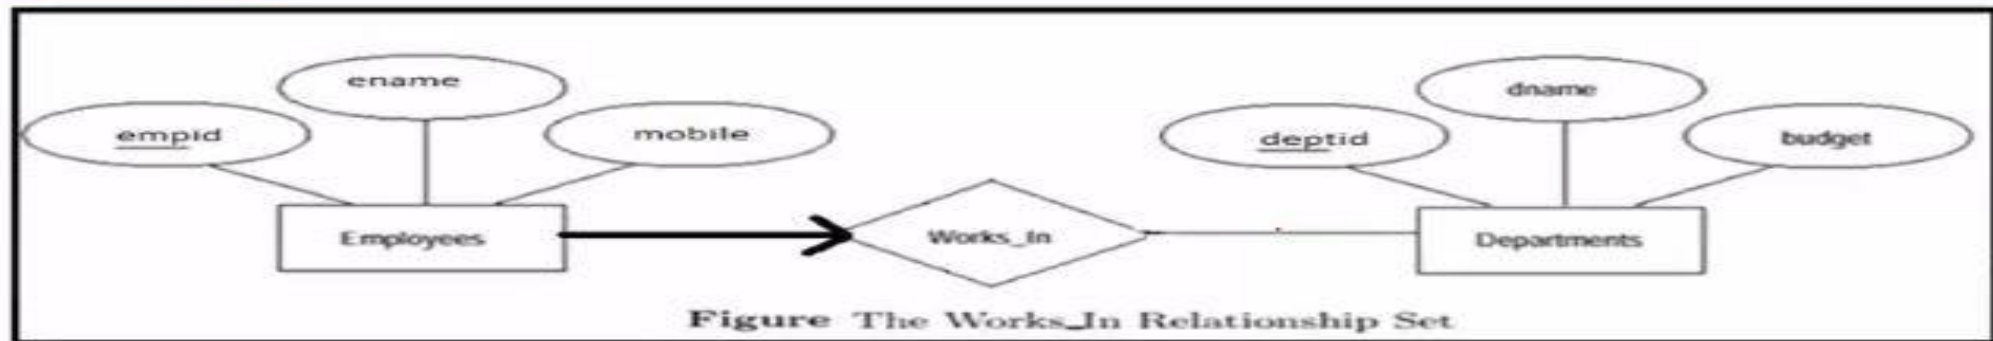 ename
dname
empid
mobile
deptid
budget
Employees
Works_In
Departments
Figure The Works_In Relationship Set